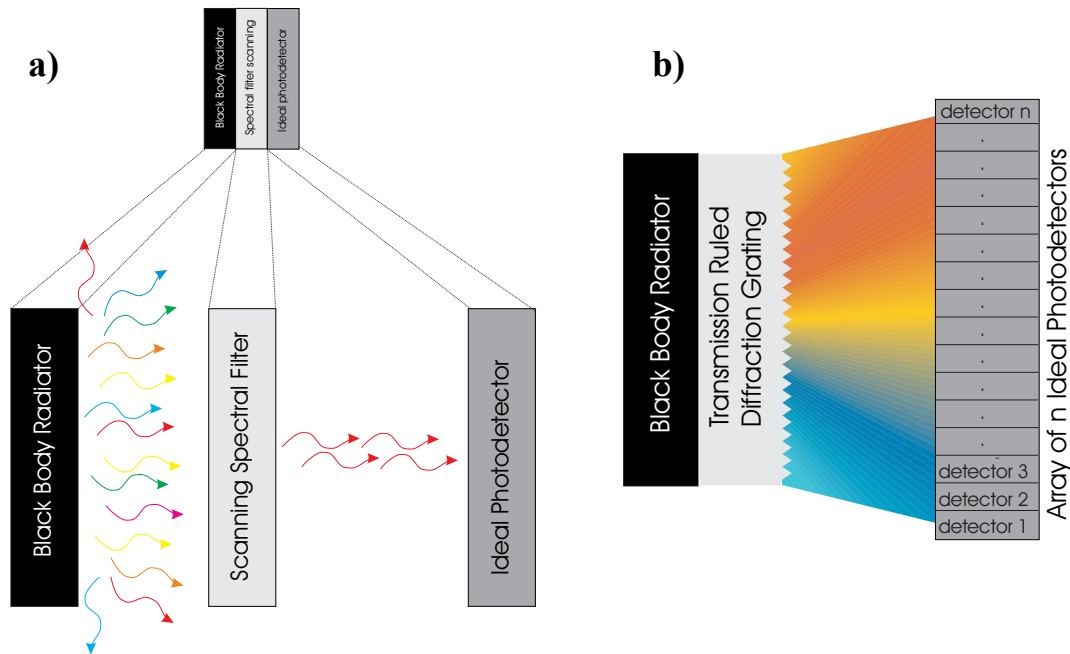 a)
Black Body Radiator
Spectral filter scanning
Ideal photodetector
Black Body Radiator
Scanning Spectral Filter
Ideal Photodetector
b)
Black Body Radiator
Transmission Ruled
Diffraction Grating
detector n
detector 3
detector 2
detector 1
Array of n Ideal Photodetectors